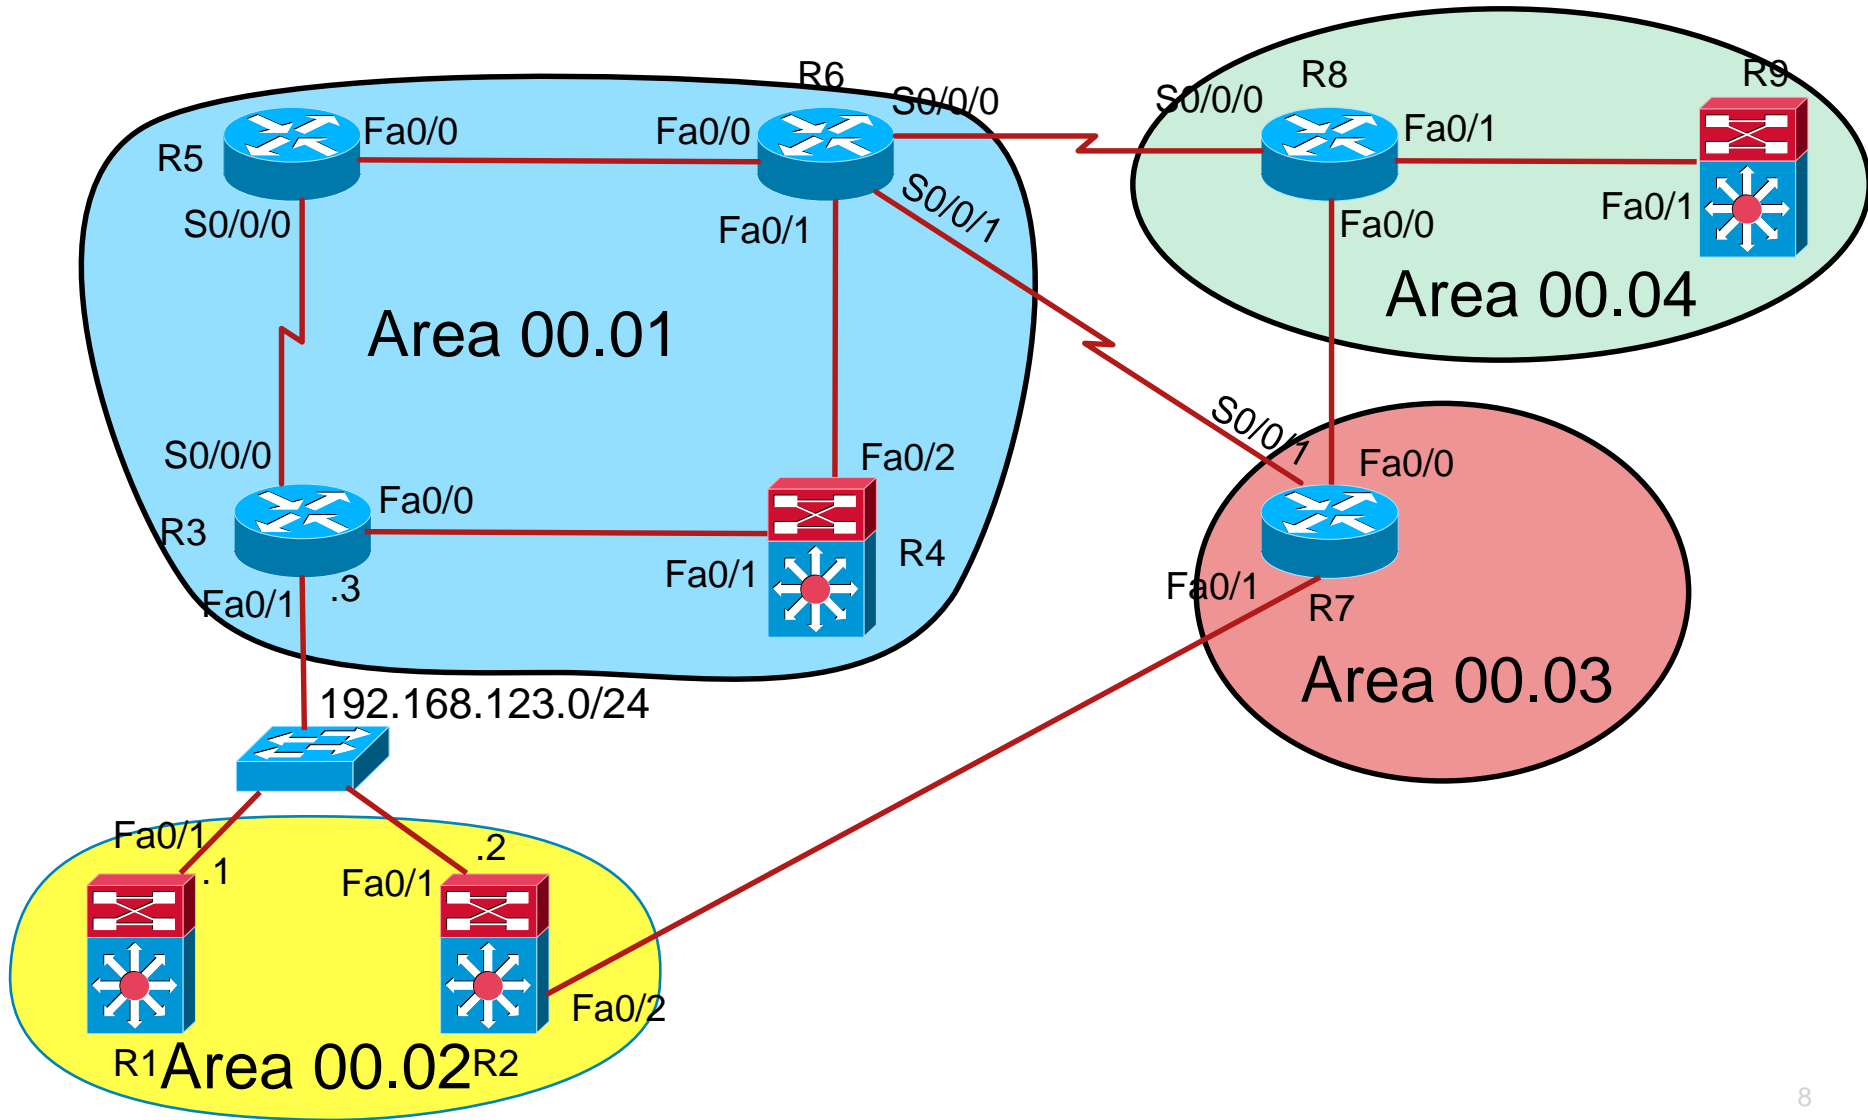 R6
R8
R9
S0/0/0
S0/0/0
Fa0/0
Fa0/0
Fa0/1
R5
S0/0/1
Fa0/1
S0/0/0
Fa0/1
Fa0/0
Area 00.04
Area 00.01
S0/0/1
S0/0/0
Fa0/2
Fa0/0
Fa0/0
R3
R4
Fa0/1
Fa0/1
.3
Fa0/1
R7
Area 00.03
192.168.123.0/24
Fa0/1
.2
.1
Fa0/1
Fa0/2
R1
Area 00.02
R2
8